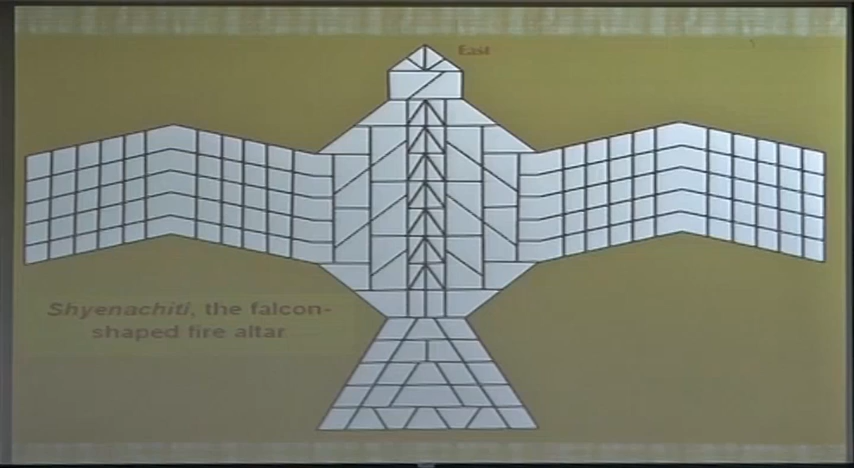 East
Shyenachiti, the falcon-
shaped fire altar